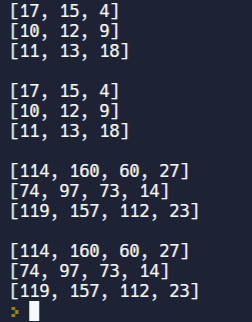 [17, 15, 4]
[10, 12, 9]
[11, 13, 18]
[17, 15, 4]
[10, 12, 9]
[11, 13, 18]
[114, 160, 60, 27]
[74, 97, 73, 14]
[119, 157, 112, 23]
[114, 160, 60, 27]
[74, 97, 73, 14]
[119, 157, 112, 23]
>